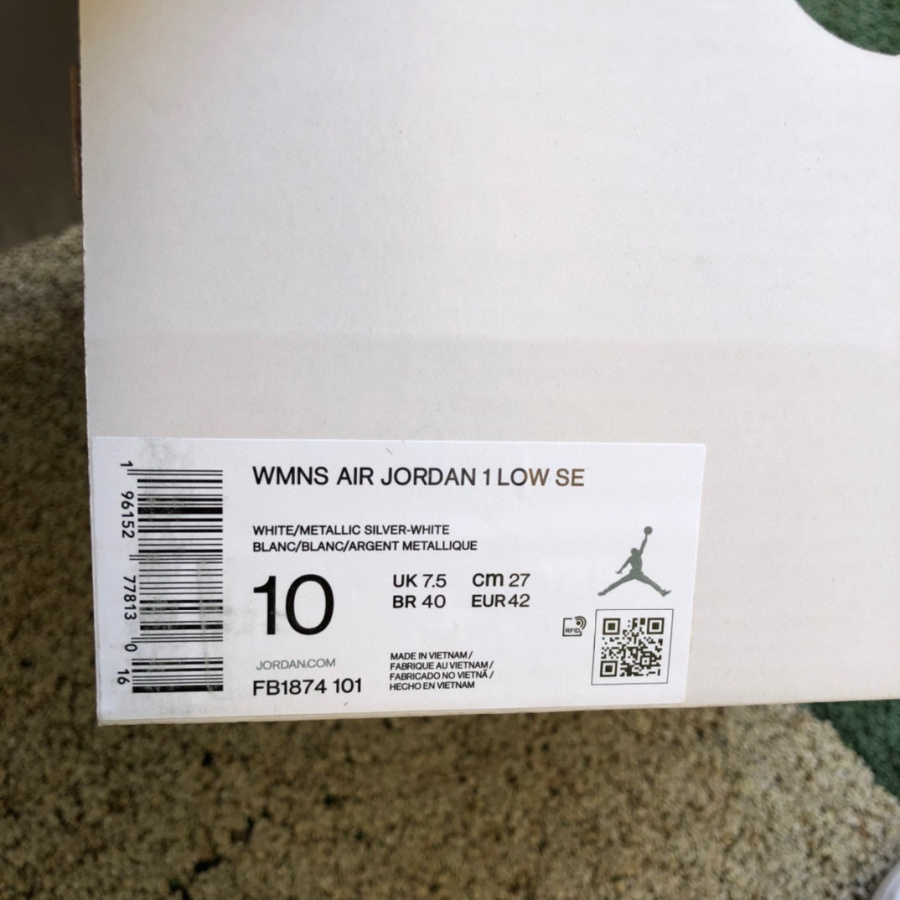 WMNS AIR JORDAN 1 LOW SE
WHITE/METALLIC SILVER-WHITE
BLANC/BLANC/ARGENT METALLIQUE
10
UK 7.5 cm 27
BR 40 EUR 42
JORDAN.COM
FB1874 101
MADE IN VIETNAM /
FABRIQUE AU VIETNAM /
FABRICADO NO VIETNÃ /
HECHO EN VIETNAM
RFID
1 96152 77813 0 16